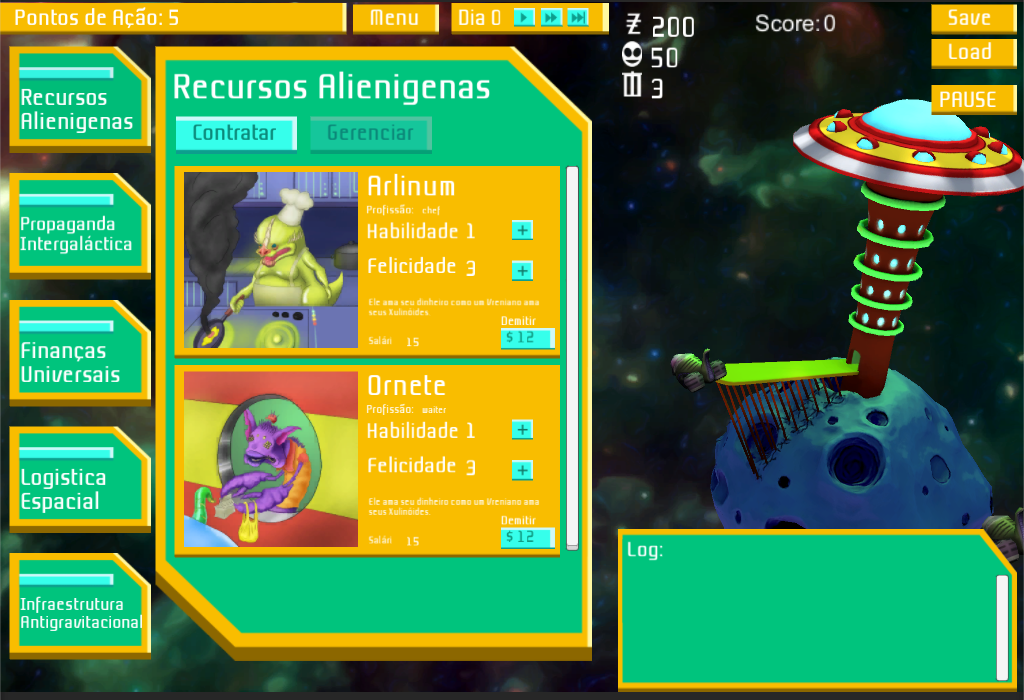 Pontos de Ação: 5
Menu
Dia 0
200
50
3
Score: 0
Save
Load
PAUSE
Recursos
Alienigenas
Propaganda
Intergaláctica
Finanças
Universais
Logistica
Espacial
Infraestrutura
Antigravitacional
Recursos Alienigenas
Contratar
Gerenciar
Arlinum
Profissão: chef
Habilidade 1 +
Felicidade 3 +
Ele ama seu dinheiro como um Vreniano ama
seus Kulinóides.
Demitir
Salári 15
$ 12
Ornete
Profissão: waiter
Habilidade 1 +
Felicidade 3 +
Ele ama seu dinheiro como um Vreniano ama
seus Kulinóides.
Demitir
Salári 15
$ 12
Log: